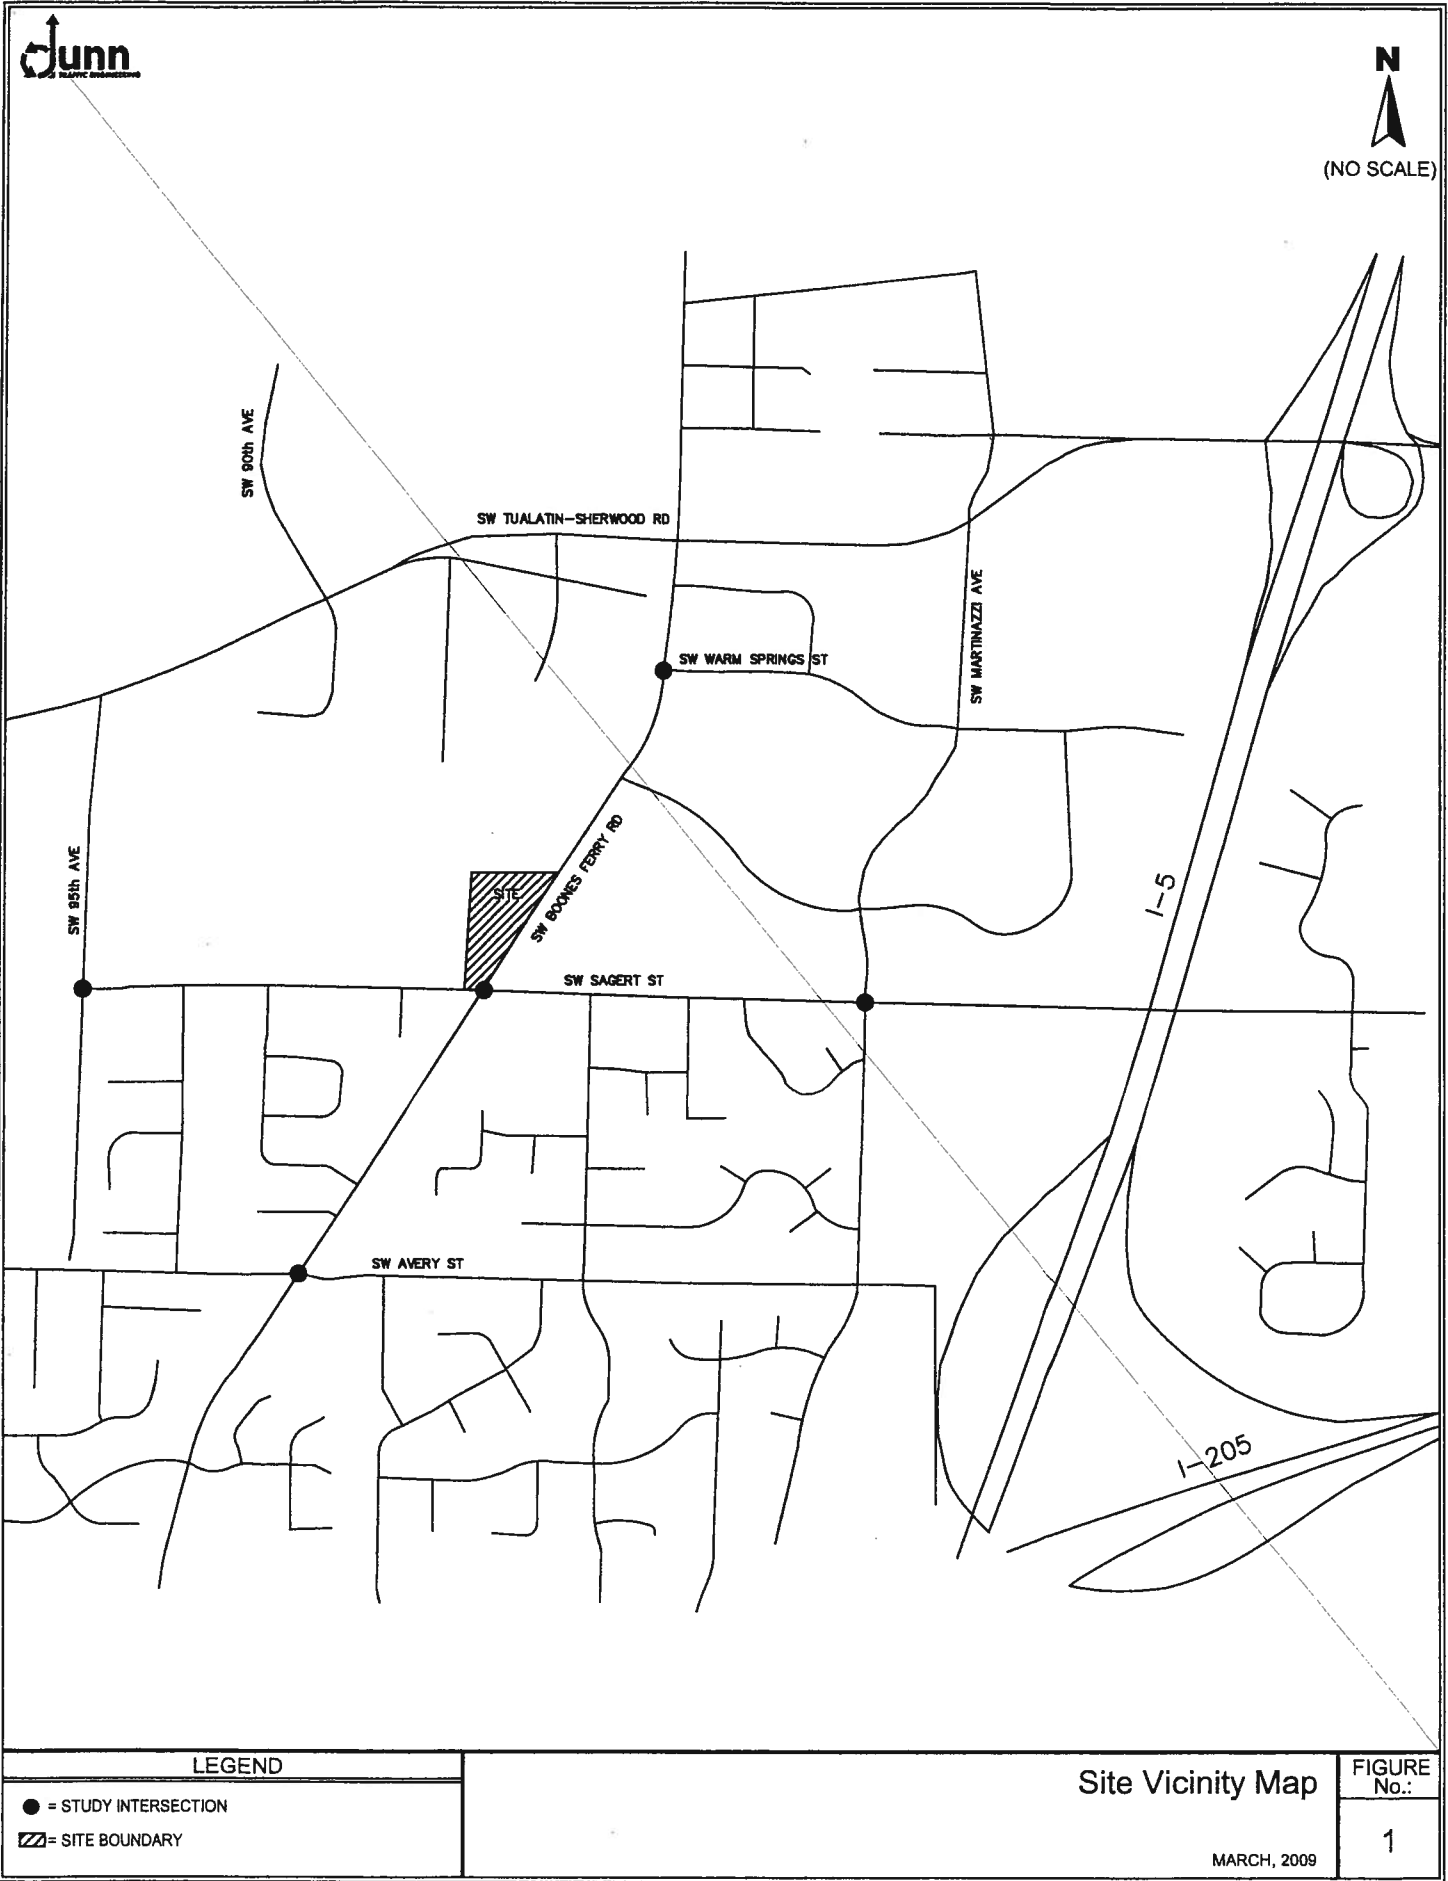 dunn
TRAFFIC ENGINEERING
N
(NO SCALE)
SW 90th AVE
SW TUALATIN-SHERWOOD RD
SW MARTINAZZI AVE
SW WARM SPRINGS ST
SW BOONES FERRY RD
SW 95th AVE
SITE
I-5
SW SAGERT ST
SW AVERY ST
I-205
LEGEND
= STUDY INTERSECTION
= SITE BOUNDARY
Site Vicinity Map
MARCH, 2009
FIGURE
No.:
1